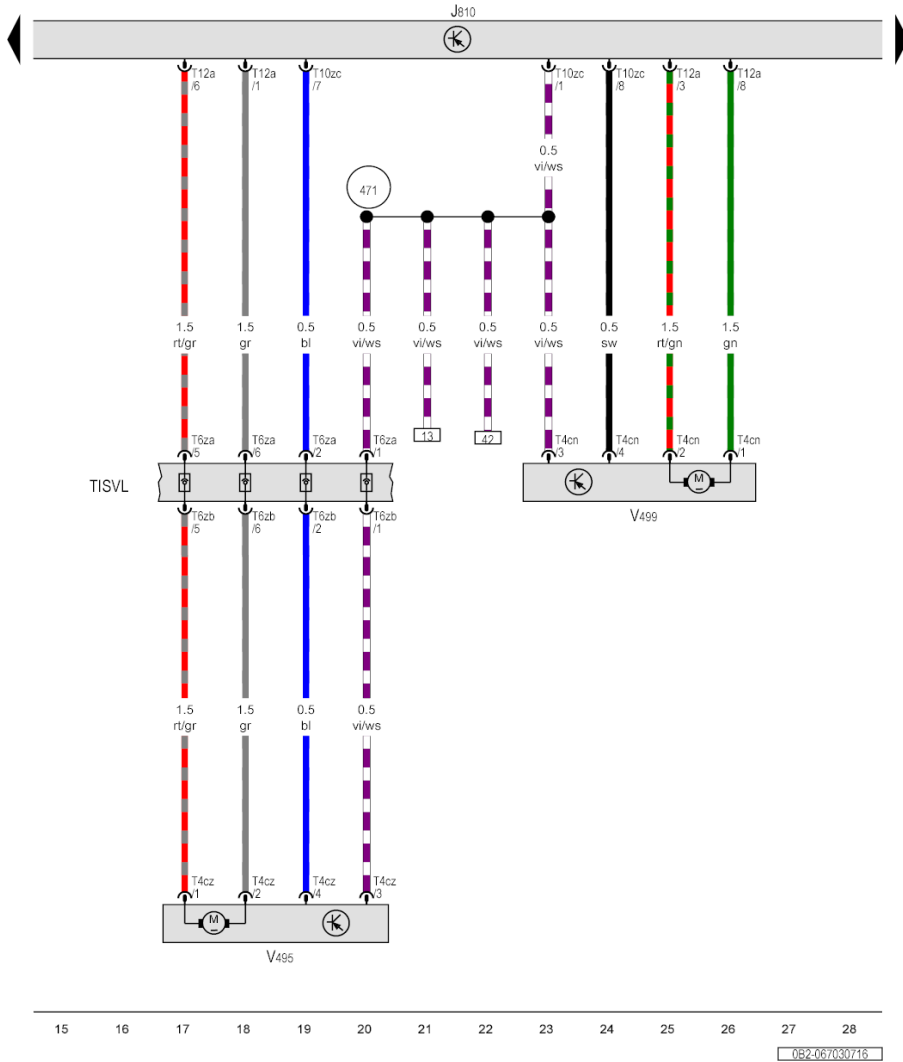 J810
T12a T12a T10zc T10zc T10zc T12a T12a
/6 /1 /7 /1 /8 /3 /8
0.5
vi/ws
471
1.5 1.5 0.5 0.5 0.5 0.5 0.5 0.5 1.5 1.5
rt/gr gr bl vi/ws vi/ws vi/ws vi/ws sw rt/gn gn
13 42
T6za T6za T6za T6za T4cn T4cn T4cn T4cn
/5 /6 /2 /1 /3 /4 /2 /1
TISVL M
V499
T6zb T6zb T6zb T6zb
/5 /6 /2 /1
1.5 1.5 0.5 0.5
rt/gr gr bl vi/ws
T4cz T4cz T4cz T4cz
/1 /2 /4 /3
M
V495
15 16 17 18 19 20 21 22 23 24 25 26 27 28
0B2-067030716